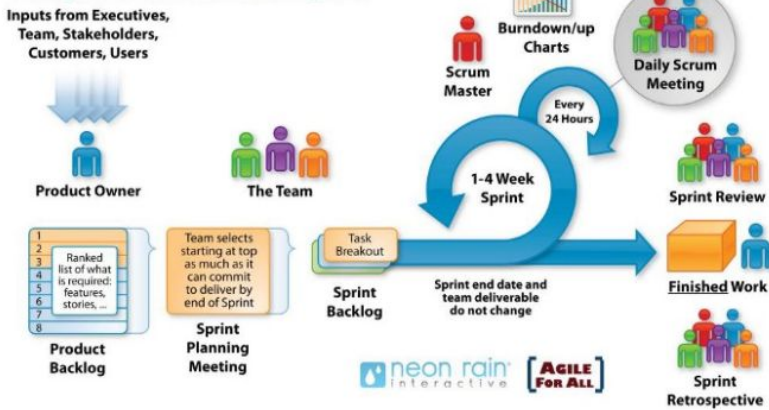 Inputs from Executives,
Team, Stakeholders,
Customers, Users
Product Owner
The Team
Scrum
Master
Burndown/up
Charts
Daily Scrum
Meeting
Every
24 Hours
1-4 Week
Sprint
Sprint Review
1
2
3
4
5
6
7
8
Ranked
list of what
is required:
features,
stories, ...
Product
Backlog
Team selects
starting at top
as much as it
can commit
to deliver by
end of Sprint
Sprint
Planning
Meeting
Task
Breakout
Sprint
Backlog
Sprint end date and
team deliverable
do not change
Finished Work
Sprint
Retrospective
neon rain
interactive
AGILE
FOR ALL